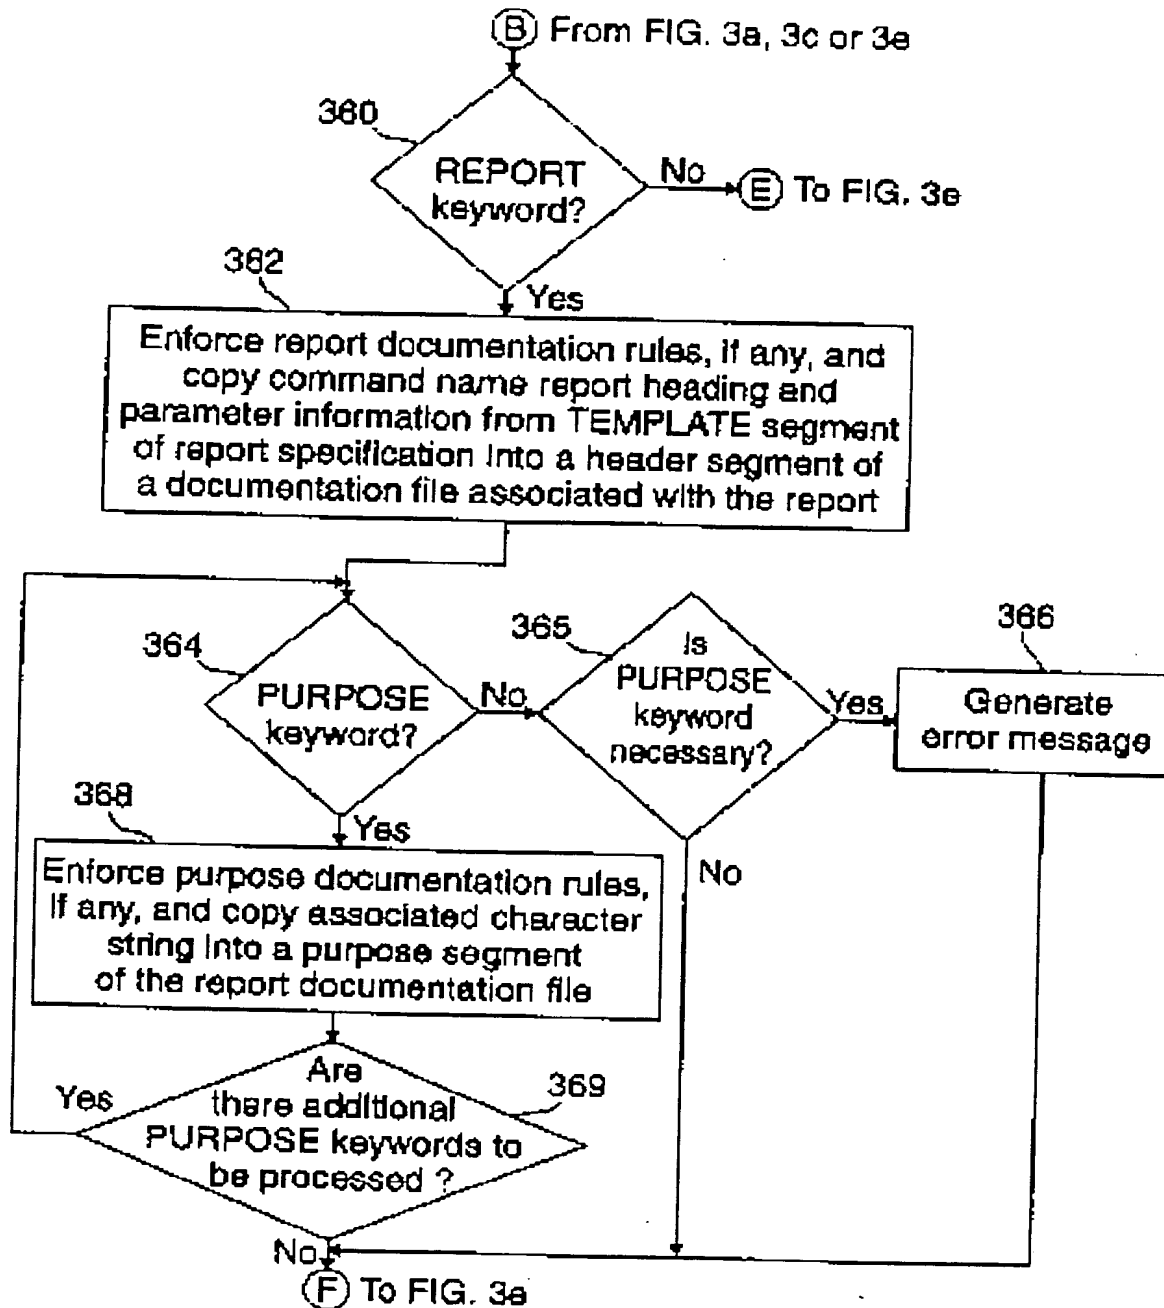 B From FIG. 3a, 3c or 3e
360
REPORT
keyword?
No
E To FIG. 3e
362
Yes
Enforce report documentation rules, if any, and
copy command name report heading and
parameter information from TEMPLATE segment
of report specification into a header segment of
a documentation file associated with the report
364
PURPOSE
keyword?
No
365
Is
PURPOSE
keyword
necessary?
Yes
366
Generate
error message
368
Yes
No
Enforce purpose documentation rules,
if any, and copy associated character
string into a purpose segment
of the report documentation file
369
Are
there additional
PURPOSE keywords to
be processed ?
Yes
No
F To FIG. 3e